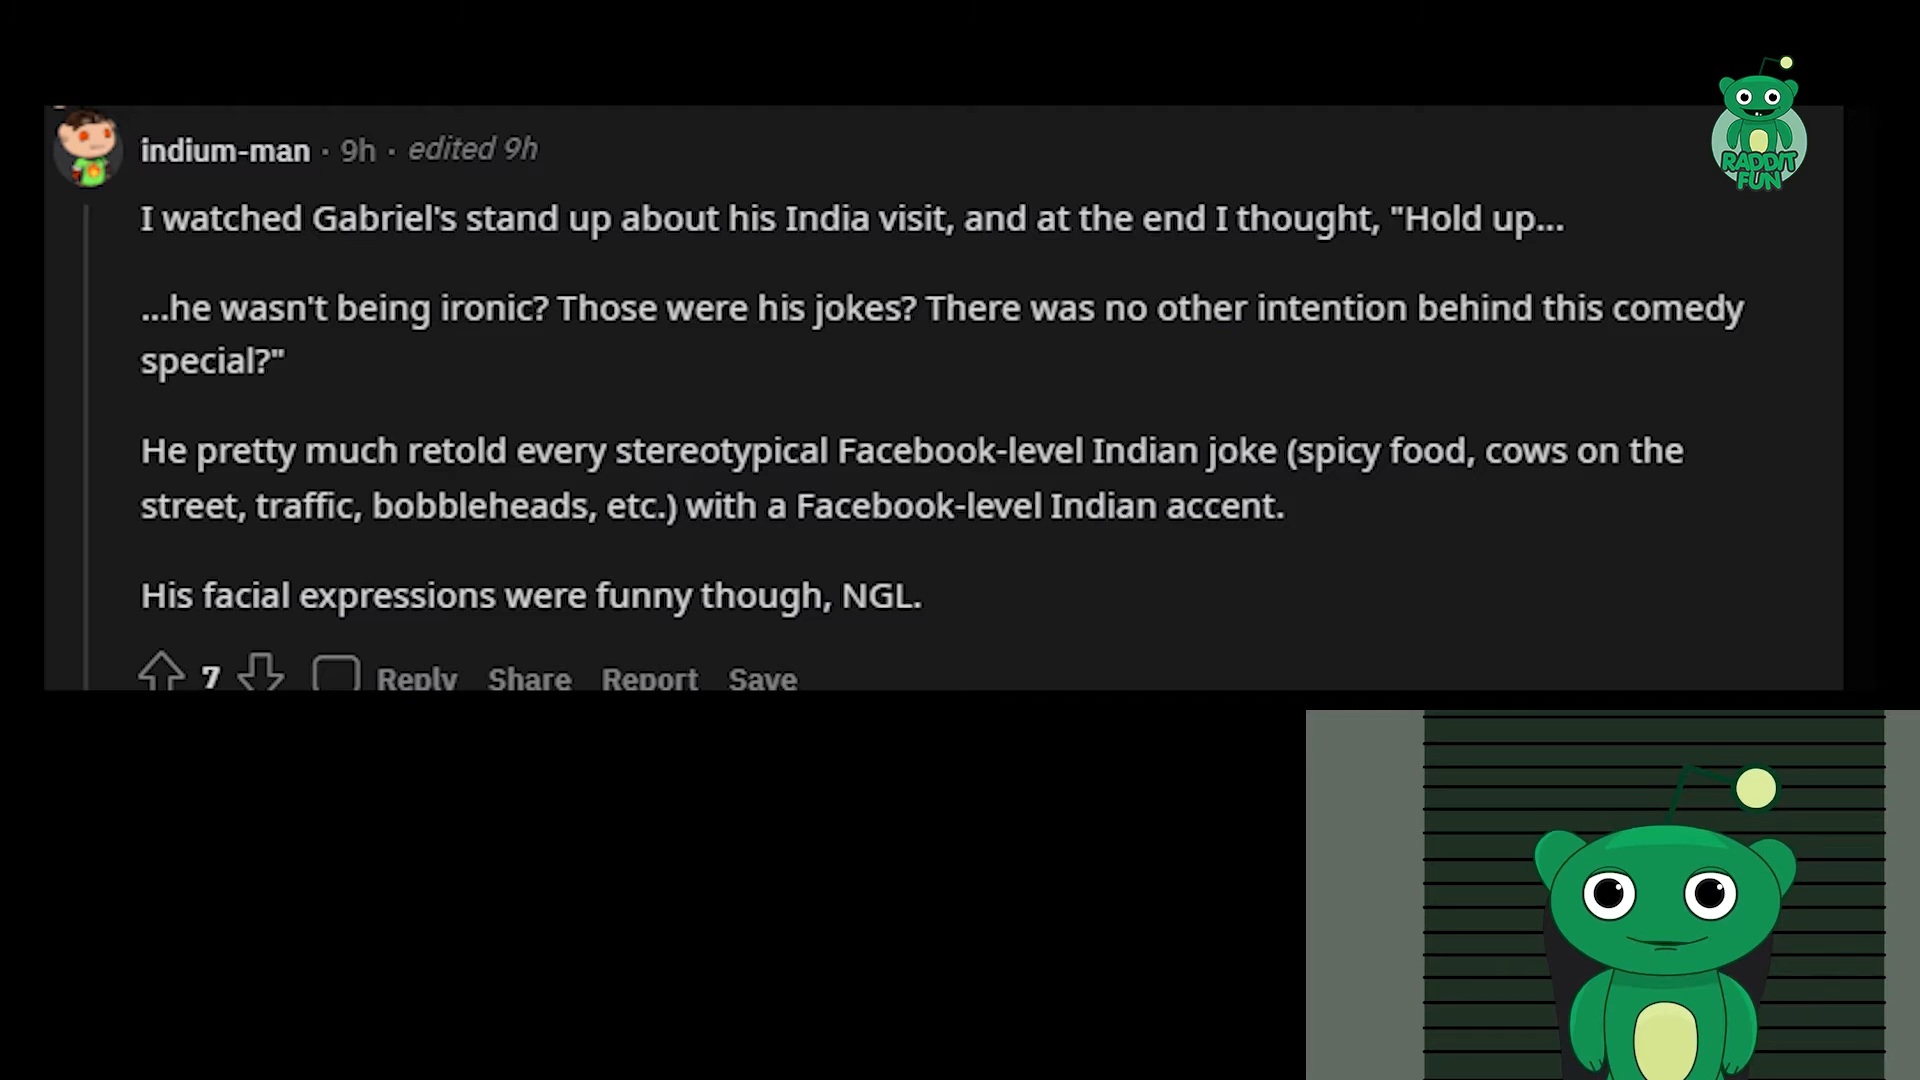 indium-man · 9h · edited 9h
RADDIT
FUN
I watched Gabriel's stand up about his India visit, and at the end I thought, "Hold up...
...he wasn't being ironic? Those were his jokes? There was no other intention behind this comedy
special?"
He pretty much retold every stereotypical Facebook-level Indian joke (spicy food, cows on the
street, traffic, bobbleheads, etc.) with a Facebook-level Indian accent.
His facial expressions were funny though, NGL.
7 Reply Share Report Save